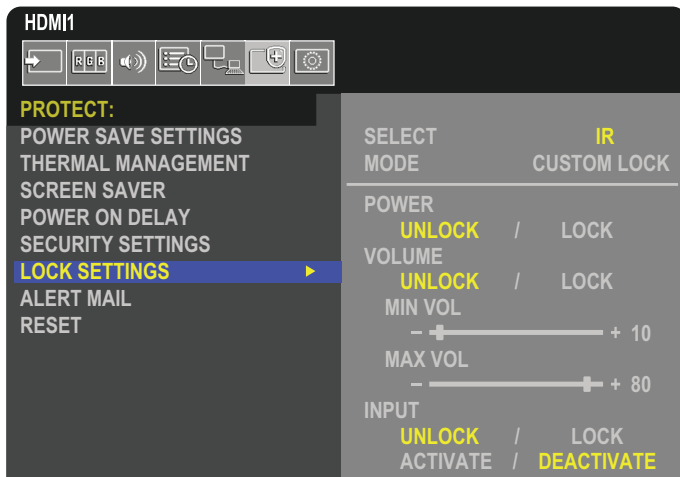 HDMI1
RGB
PROTECT:
POWER SAVE SETTINGS
THERMAL MANAGEMENT
SCREEN SAVER
POWER ON DELAY
SECURITY SETTINGS
LOCK SETTINGS
ALERT MAIL
RESET
SELECT IR
MODE CUSTOM LOCK
POWER
UNLOCK / LOCK
VOLUME
UNLOCK / LOCK
MIN VOL
− + 10
MAX VOL
− + 80
INPUT
UNLOCK / LOCK
ACTIVATE / DEACTIVATE